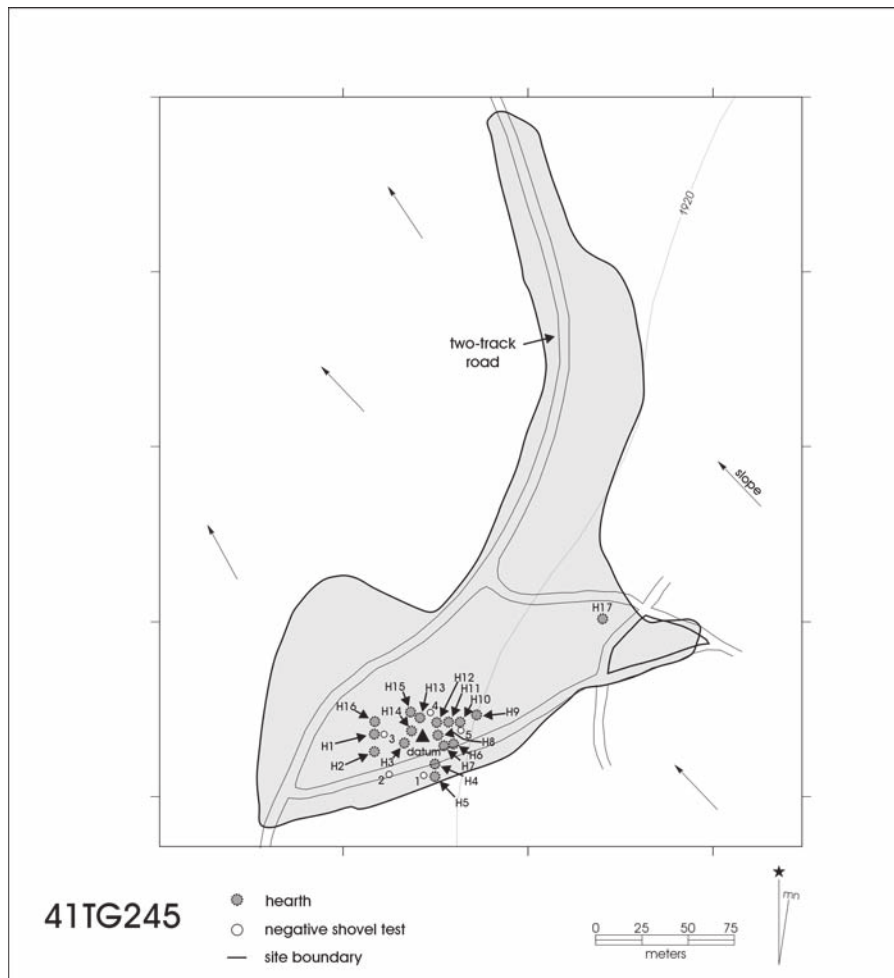 1920
two-track
road
slope
H17
H12
H15
H13
H11
H16
4
H10
H14
H9
H1
3
5
H8
datum
H2
H3
H6
H7
2
1
H4
H5
mn
41TG245
hearth
negative shovel test
site boundary
0 25 50 75
meters